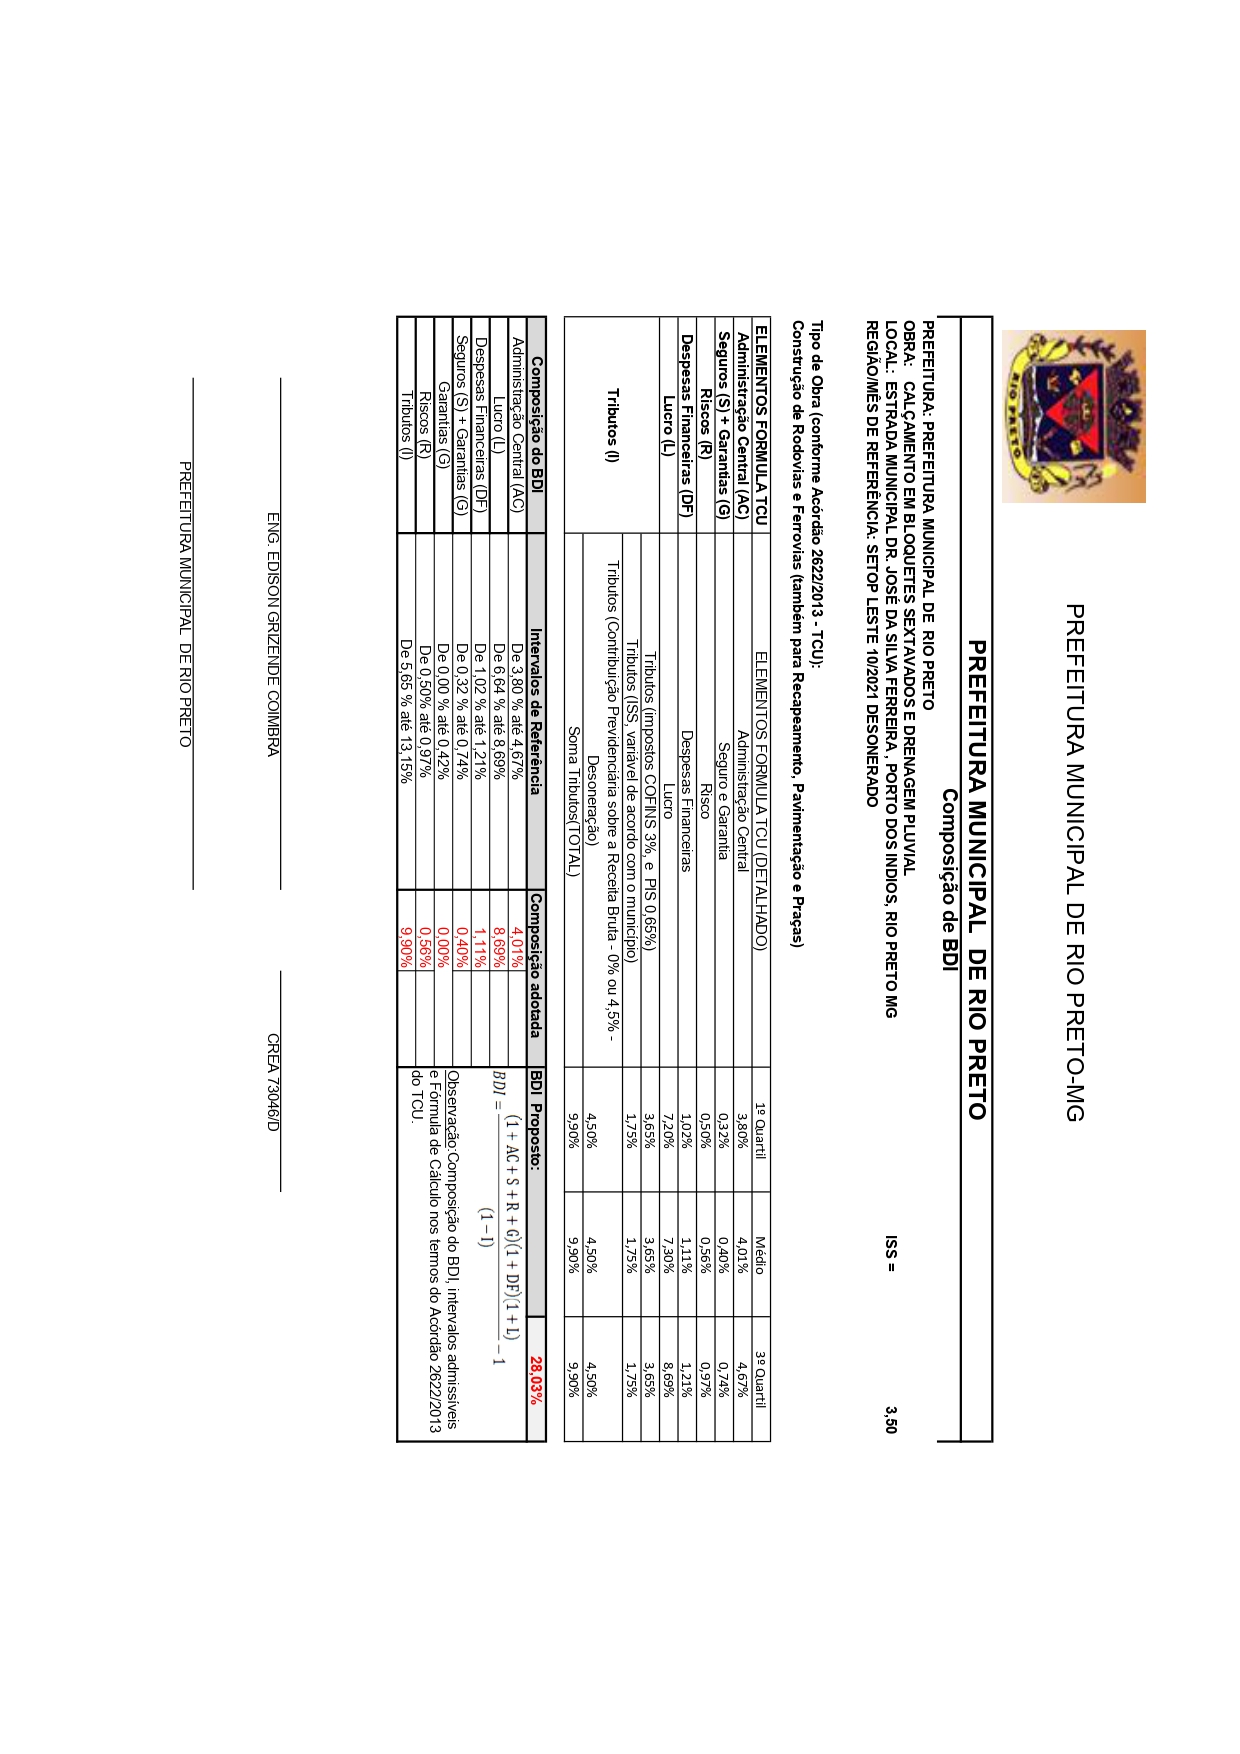 PREFEITURA MUNICIPAL DE RIO PRETO-MG
RIO PRETO
PREFEITURA MUNICIPAL DE RIO PRETO
Composição de BDI
PREFEITURA: PREFEITURA MUNICIPAL DE RIO PRETO
OBRA: CALÇAMENTO EM BLOQUETES SEXTAVADOS E DRENAGEM PLUVIAL
LOCAL: ESTRADA MUNICIPAL DR. JOSÉ DA SILVA FERREIRA , PORTO DOS INDIOS, RIO PRETO MG ISS = 3,50
REGIÃO/MÊS DE REFERÊNCIA: SETOP LESTE 10/2021 DESONERADO
Tipo de Obra (conforme Acórdão 2622/2013 - TCU):
Construção de Rodovias e Ferrovias (também para Recapeamento, Pavimentação e Praças)
ELEMENTOS FORMULA TCU ELEMENTOS FORMULA TCU (DETALHADO) 1º Quartil Médio 3º Quartil
Administração Central (AC) Administração Central 3,80% 4,01% 4,67%
Seguros (S) + Garantias (G) Seguro e Garantia 0,32% 0,40% 0,74%
Riscos (R) Risco 0,50% 0,56% 0,97%
Despesas Financeiras (DF) Despesas Financeiras 1,02% 1,11% 1,21%
Lucro (L) Lucro 7,20% 7,30% 8,69%
Tributos (I) Tributos (impostos COFINS 3%, e PIS 0,65%) 3,65% 3,65% 3,65%
Tributos (ISS, variável de acordo com o município) 1,75% 1,75% 1,75%
Tributos (Contribuição Previdenciária sobre a Receita Bruta - 0% ou 4,5% -
Desoneração) 4,50% 4,50% 4,50%
Soma Tributos(TOTAL) 9,90% 9,90% 9,90%
Composição do BDI Intervalos de Referência Composição adotada BDI Proposto: 28,03%
Administração Central (AC) De 3,80 % até 4,67% 4,01%
Lucro (L) De 6,64 % até 8,69% 8,69%
Despesas Financeiras (DF) De 1,02 % até 1,21% 1,11%
Seguros (S) + Garantias (G) De 0,32 % até 0,74% 0,40%
Garantias (G) De 0,00 % até 0,42% 0,00%
Riscos (R) De 0,50% até 0,97% 0,56%
Tributos (I) De 5,65 % até 13,15% 9,90%
BDI = (1 + AC + S + R + G)(1 + DF)(1 + L) / (1 – I) – 1
Observação:Composição do BDI, intervalos admissíveis
e Fórmula de Cálculo nos termos do Acórdão 2622/2013
do TCU.
ENG. EDISON GRIZENDE COIMBRA CREA 73046/D
PREFEITURA MUNICIPAL DE RIO PRETO